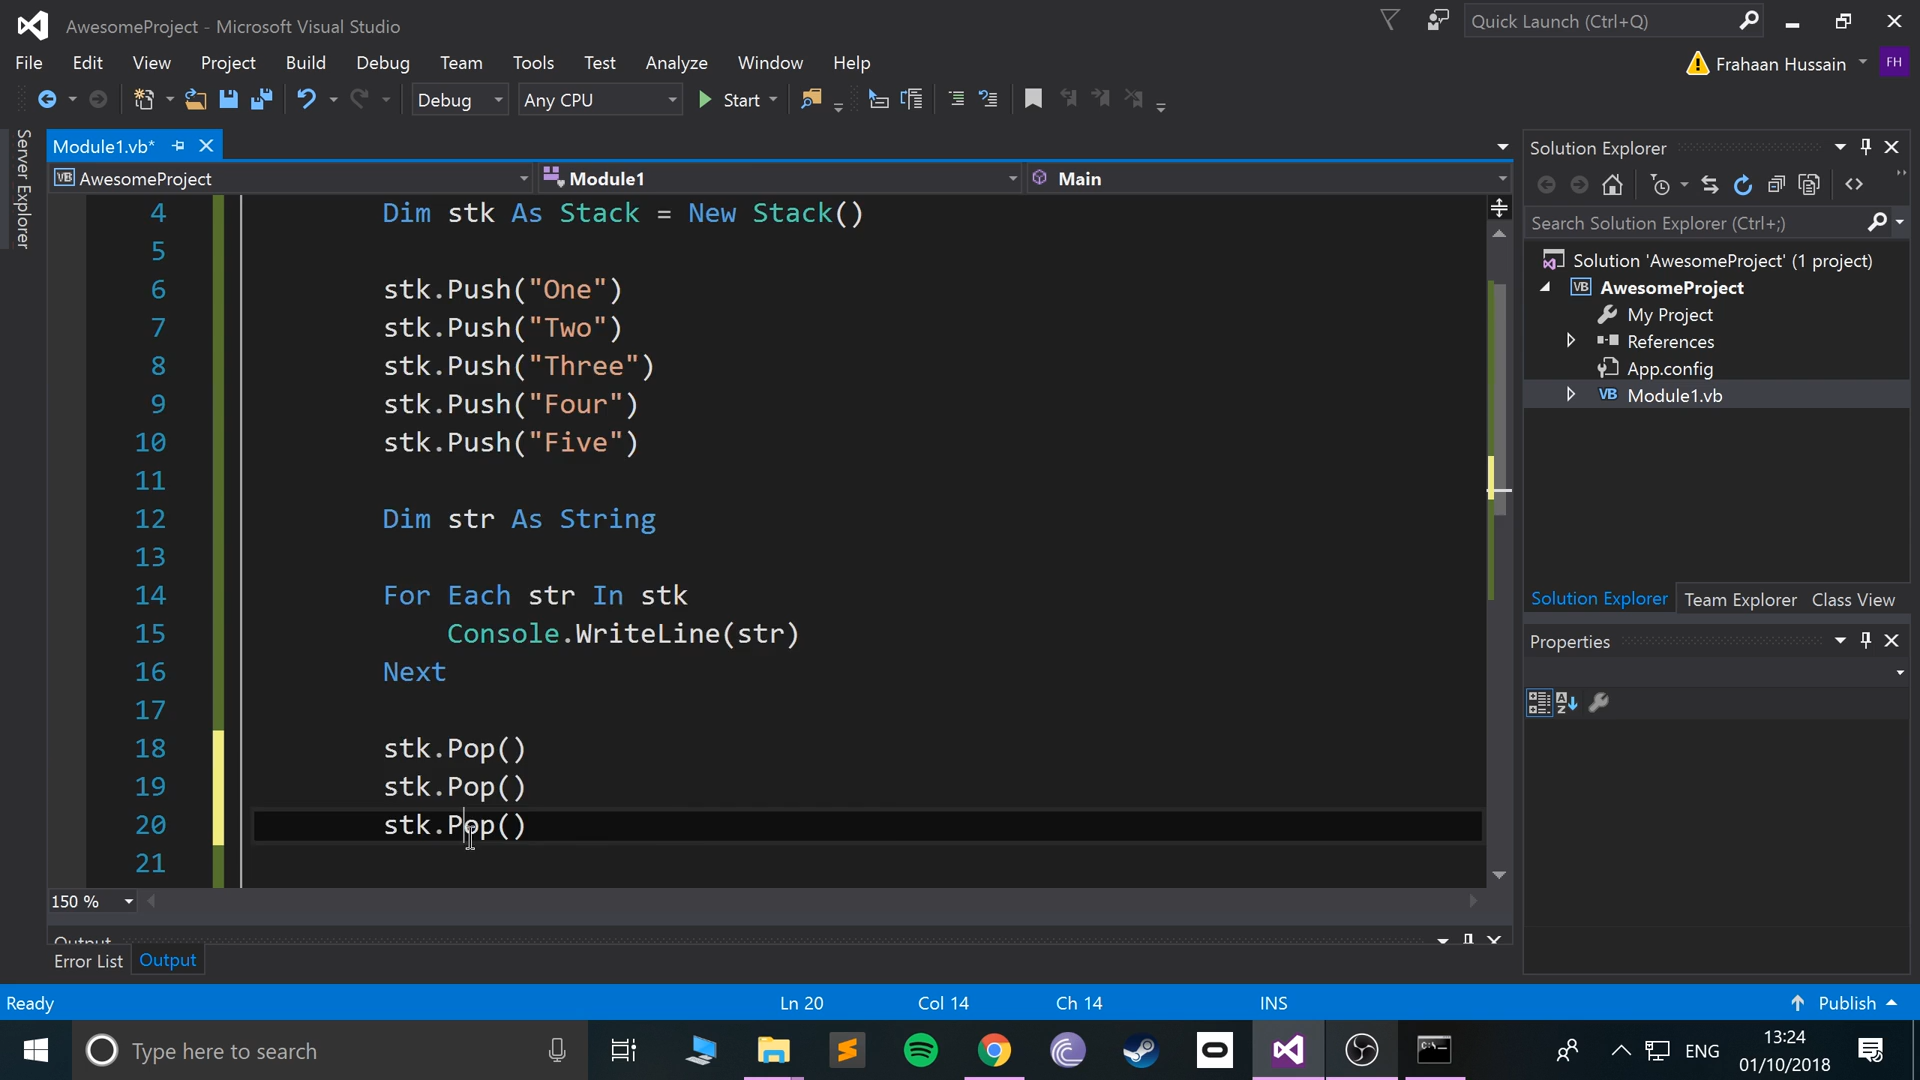 AwesomeProject - Microsoft Visual Studio
Quick Launch (Ctrl+Q)
File Edit View Project Build Debug Team Tools Test Analyze Window Help
Frahaan Hussain FH
Debug Any CPU Start
Server Explorer
Module1.vb*
VB AwesomeProject Module1 Main
4 Dim stk As Stack = New Stack()
5
6 stk.Push("One")
7 stk.Push("Two")
8 stk.Push("Three")
9 stk.Push("Four")
10 stk.Push("Five")
11
12 Dim str As String
13
14 For Each str In stk
15 Console.WriteLine(str)
16 Next
17
18 stk.Pop()
19 stk.Pop()
20 stk.Pop()
21
150 %
Output
Error List Output
Solution Explorer
Search Solution Explorer (Ctrl+;)
Solution 'AwesomeProject' (1 project)
VB AwesomeProject
My Project
References
App.config
VB Module1.vb
Solution Explorer Team Explorer Class View
Properties
Ready Ln 20 Col 14 Ch 14 INS Publish
Type here to search
ENG
13:24
01/10/2018